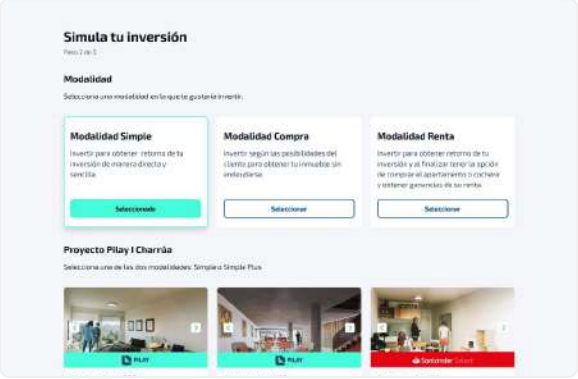 Simula tu inversión
Paso 2 de 3
Modalidad
Selecciona una modalidad en la que te gustaría invertir.
Modalidad Simple
Invertir para obtener retorno de tu
inversión de manera directa y
sencilla.
Seleccionado
Modalidad Compra
Invertir según las posibilidades del
cliente para obtener tu inmueble sin
endeudarse.
Seleccionar
Modalidad Renta
Invertir para obtener retorno de tu
inversión y al finalizar tener la opción
de comprar el apartamento o cochera
y obtener ganancias de su renta.
Seleccionar
Proyecto Pilay I Charrúa
Selecciona una de las dos modalidades: Simple o Simple Plus
PILAY
PILAY
Santander Select